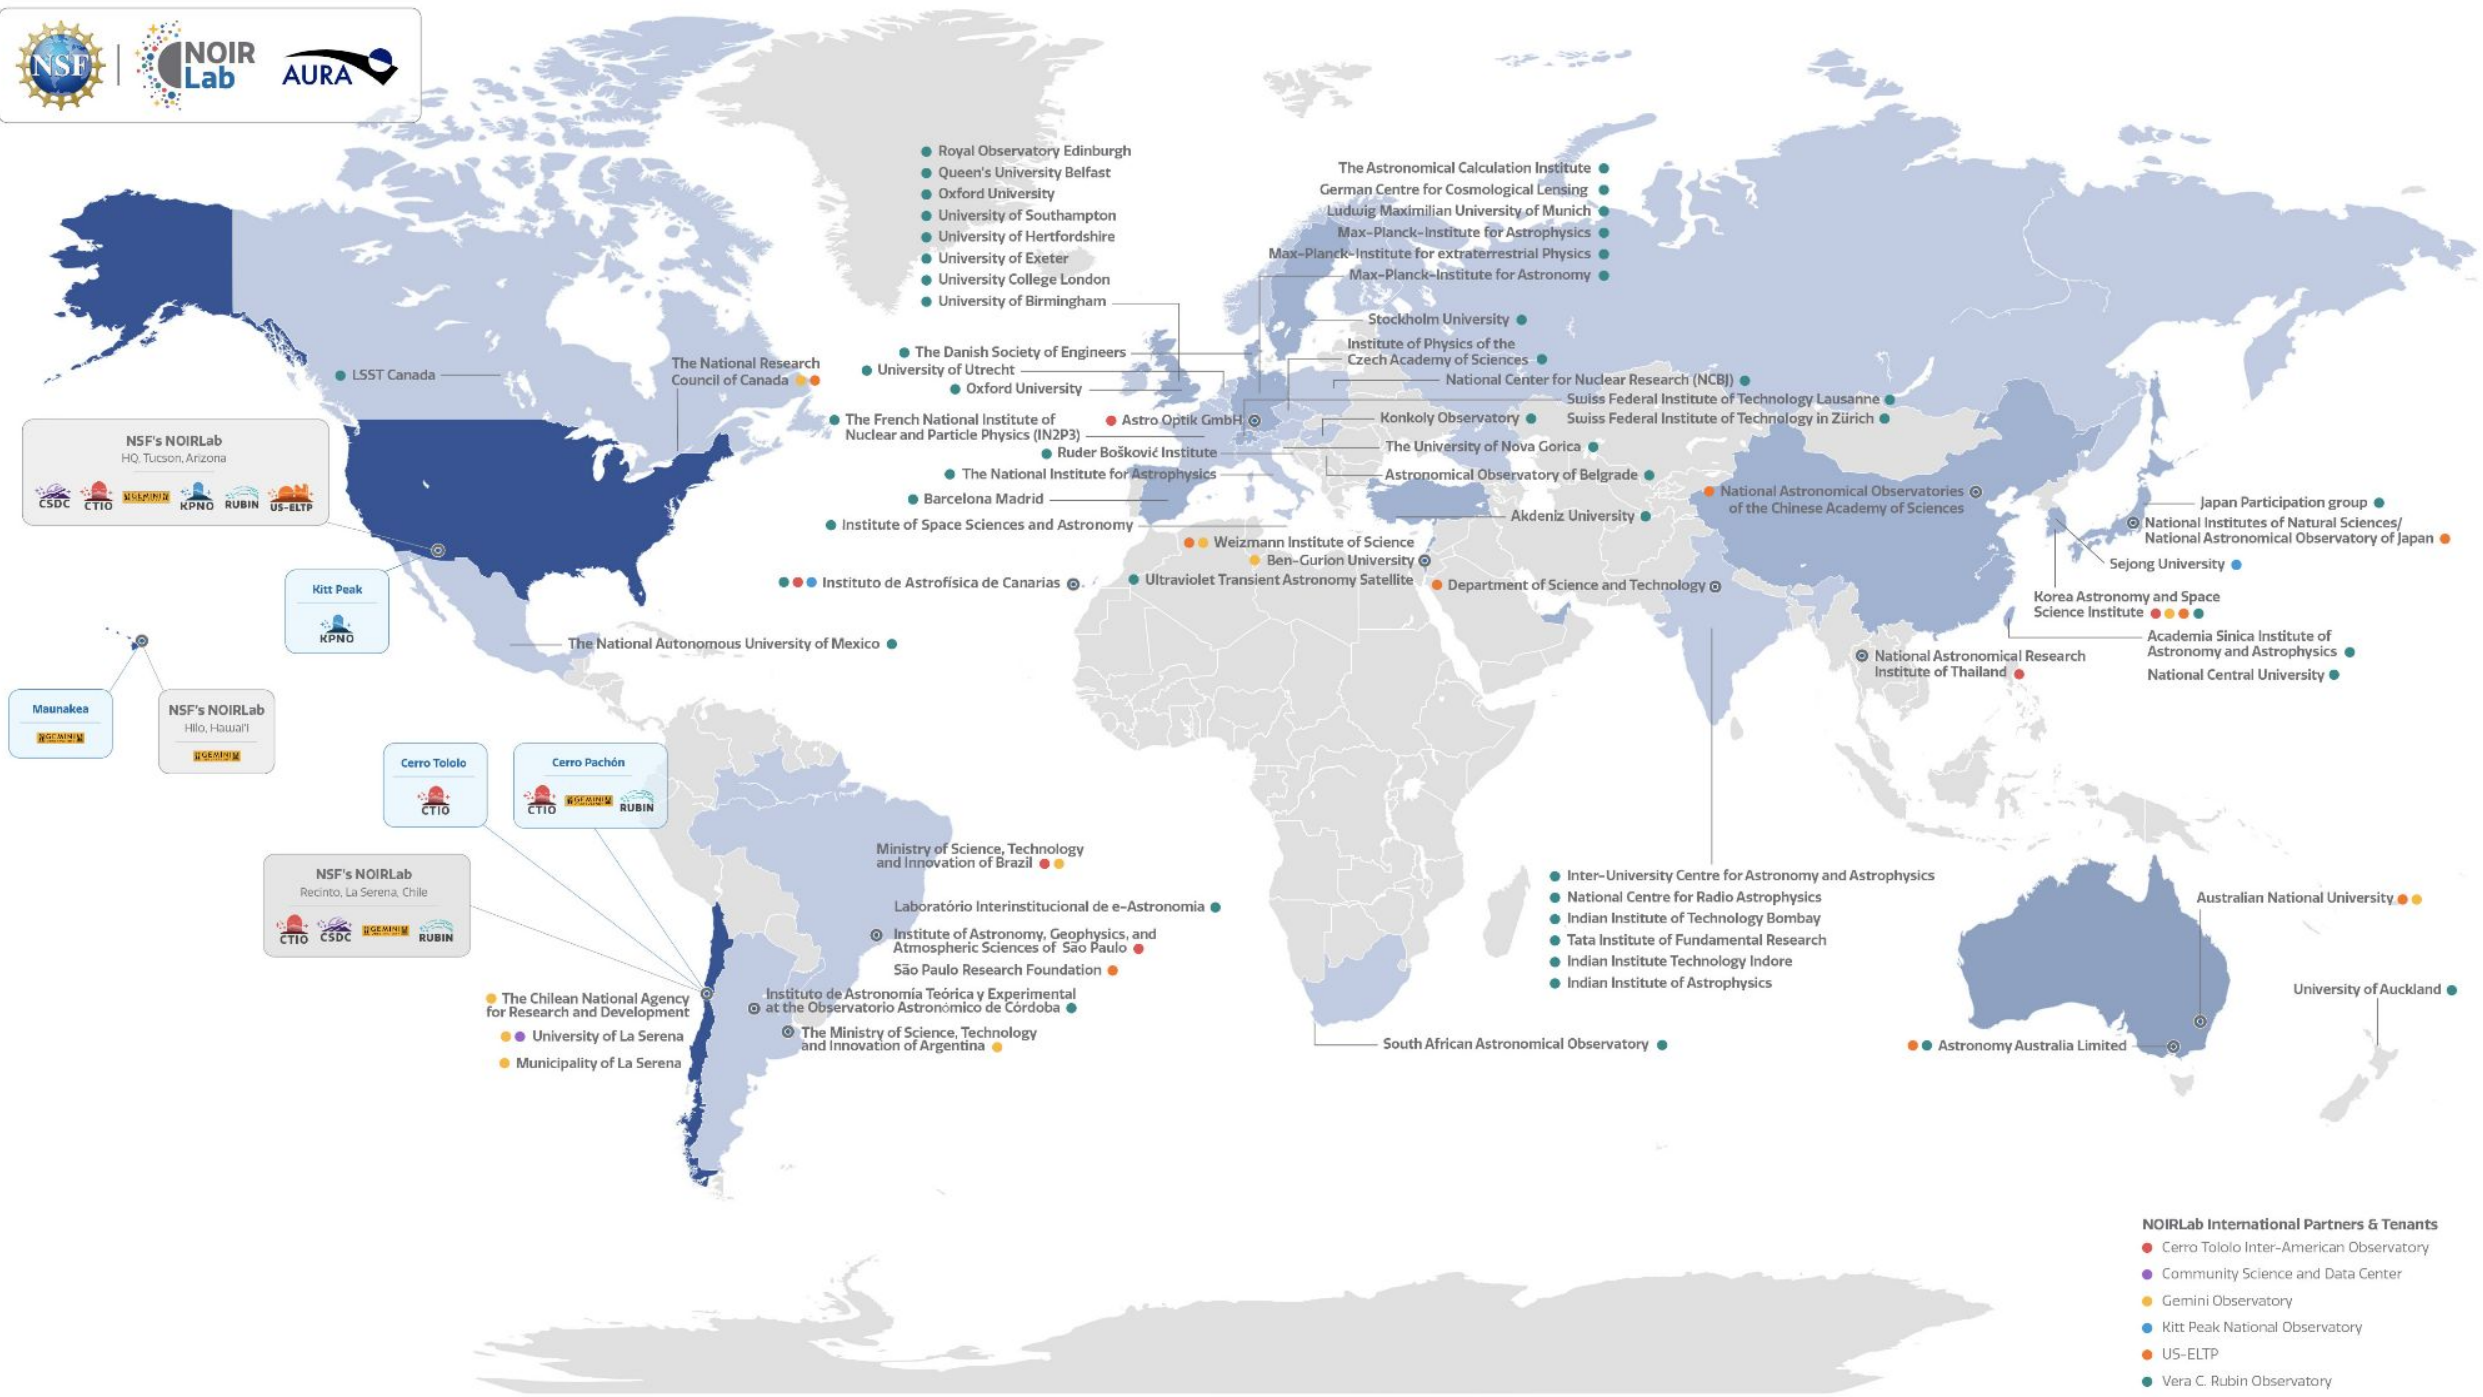 NSF
NOIR
Lab
AURA
Royal Observatory Edinburgh
Queen's University Belfast
Oxford University
University of Southampton
University of Hertfordshire
University of Exeter
University College London
University of Birmingham
The Astronomical Calculation Institute
German Centre for Cosmological Lensing
Ludwig Maximilian University of Munich
Max-Planck-Institute for Astrophysics
Max-Planck-Institute for extraterrestrial Physics
Max-Planck-Institute for Astronomy
Stockholm University
Institute of Physics of the
Czech Academy of Sciences
National Center for Nuclear Research (NCBJ)
Swiss Federal Institute of Technology Lausanne
Swiss Federal Institute of Technology in Zürich
Konkoly Observatory
The University of Nova Gorica
Astronomical Observatory of Belgrade
Akdeniz University
The Danish Society of Engineers
University of Utrecht
Oxford University
The French National Institute of
Nuclear and Particle Physics (IN2P3)
Astro Optik GmbH
Ruder Bošković Institute
The National Institute for Astrophysics
Barcelona Madrid
Institute of Space Sciences and Astronomy
Weizmann Institute of Science
Ben-Gurion University
Ultraviolet Transient Astronomy Satellite
Instituto de Astrofísica de Canarias
LSST Canada
The National Research
Council of Canada
NSF's NOIRLab
HQ, Tucson, Arizona
CSDC
CTIO
GEMINI
KPNO
RUBIN
US-ELTP
Kitt Peak
KPNO
The National Autonomous University of Mexico
Maunakea
GEMINI
NSF's NOIRLab
Hilo, Hawai'i
GEMINI
Cerro Tololo
CTIO
Cerro Pachón
CTIO
GEMINI
RUBIN
NSF's NOIRLab
Recinto, La Serena, Chile
CTIO
CSDC
GEMINI
RUBIN
The Chilean National Agency
for Research and Development
University of La Serena
Municipality of La Serena
Ministry of Science, Technology
and Innovation of Brazil
Laboratório Interinstitucional de e-Astronomia
Institute of Astronomy, Geophysics, and
Atmospheric Sciences of São Paulo
São Paulo Research Foundation
Instituto de Astronomía Teórica y Experimental
at the Observatorio Astronómico de Córdoba
The Ministry of Science, Technology
and Innovation of Argentina
National Astronomical Observatories
of the Chinese Academy of Sciences
Department of Science and Technology
Japan Participation group
National Institutes of Natural Sciences/
National Astronomical Observatory of Japan
Sejong University
Korea Astronomy and Space
Science Institute
Academia Sinica Institute of
Astronomy and Astrophysics
National Central University
National Astronomical Research
Institute of Thailand
Inter-University Centre for Astronomy and Astrophysics
National Centre for Radio Astrophysics
Indian Institute of Technology Bombay
Tata Institute of Fundamental Research
Indian Institute Technology Indore
Indian Institute of Astrophysics
South African Astronomical Observatory
Australian National University
University of Auckland
Astronomy Australia Limited
NOIRLab International Partners & Tenants
Cerro Tololo Inter-American Observatory
Community Science and Data Center
Gemini Observatory
Kitt Peak National Observatory
US-ELTP
Vera C. Rubin Observatory